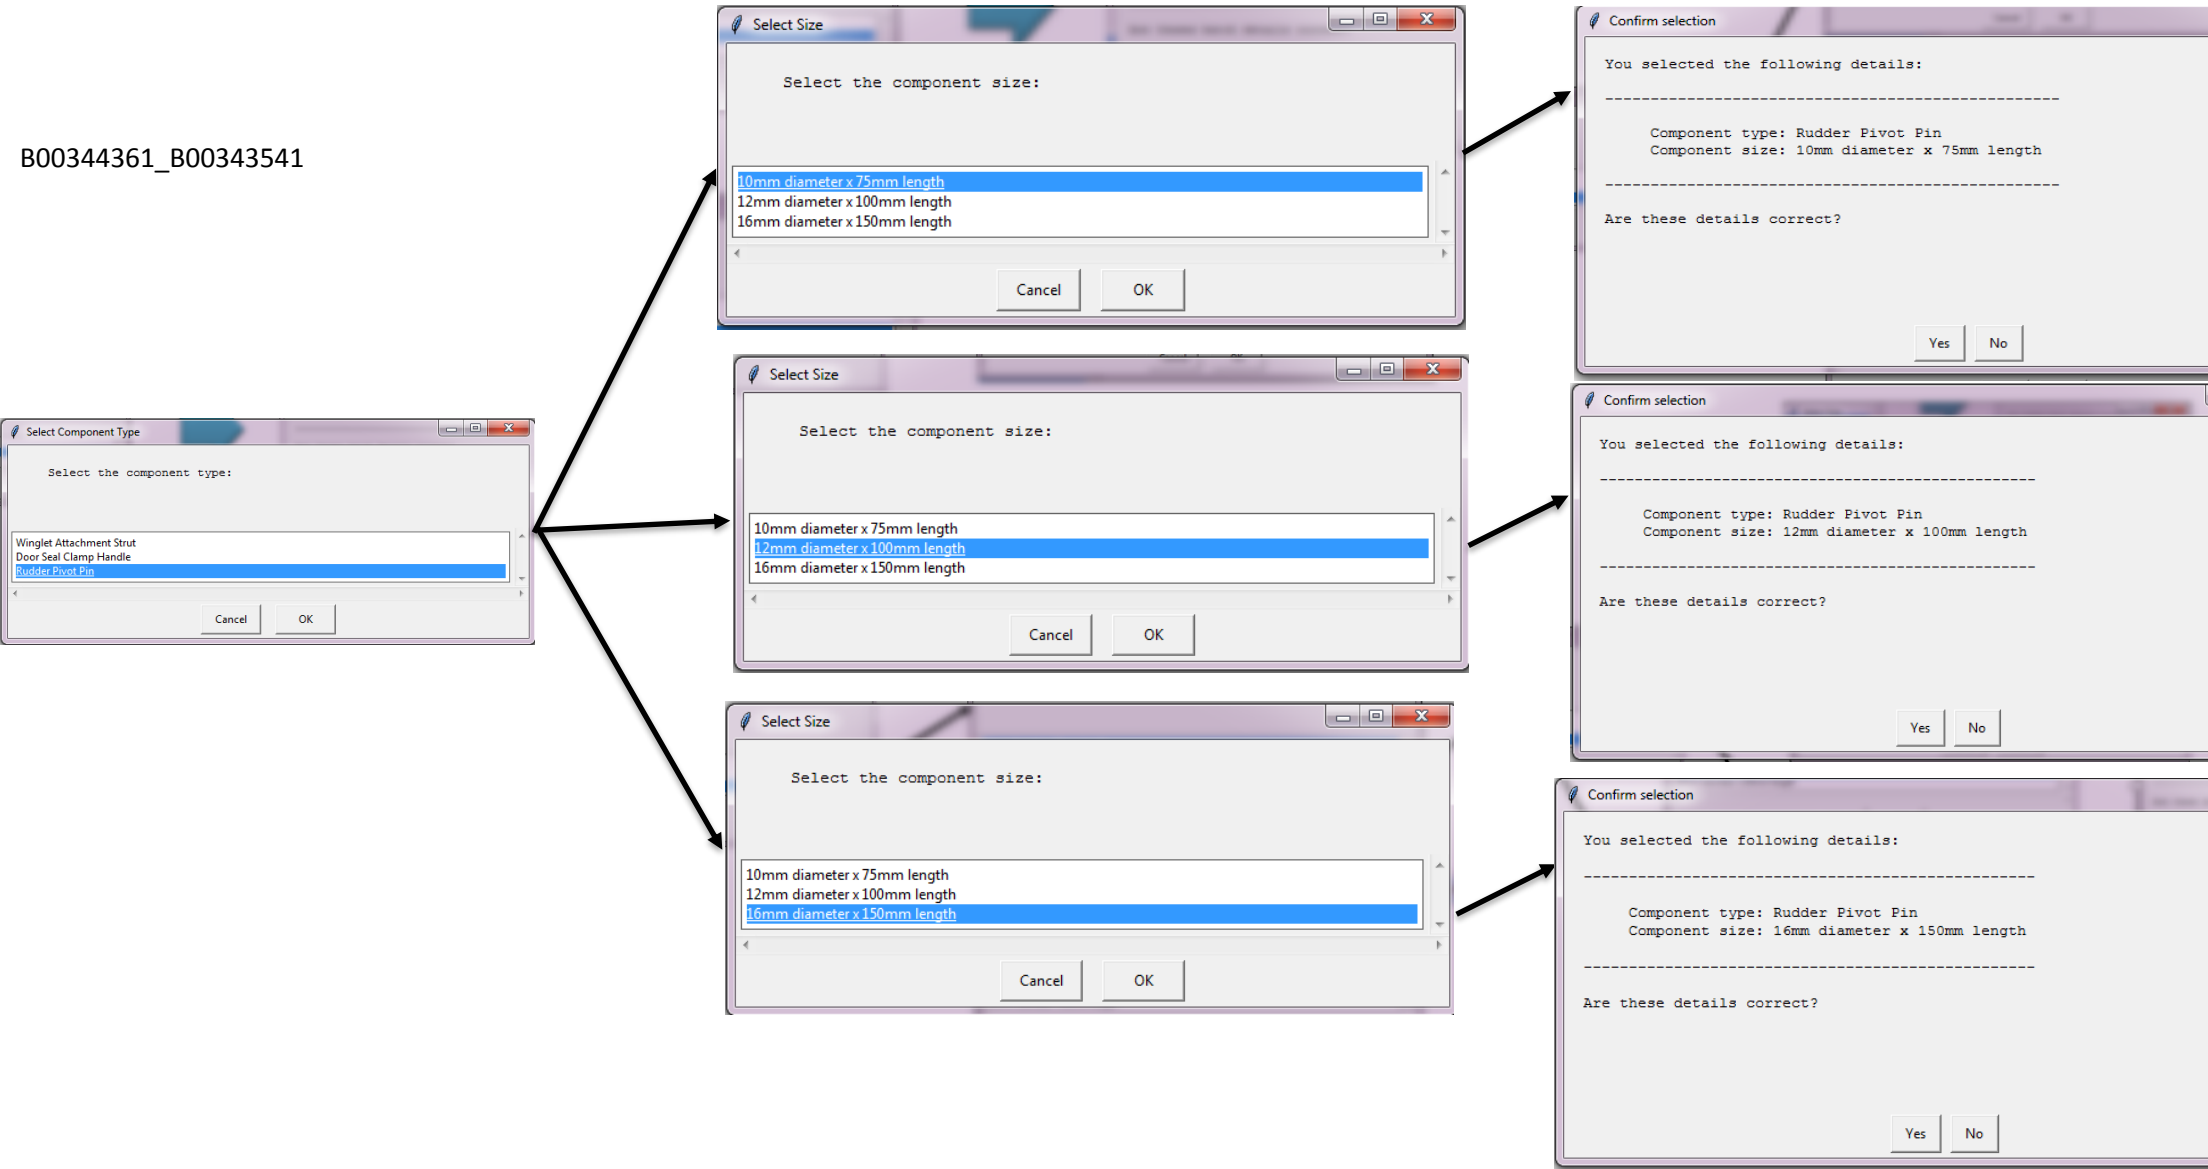 B00344361_B00343541
Select Component Type
Select the component type:
Winglet Attachment Strut
Door Seal Clamp Handle
Rudder Pivot Pin
Cancel OK
Select Size
Select the component size:
10mm diameter x 75mm length
12mm diameter x 100mm length
16mm diameter x 150mm length
Cancel OK
Confirm selection
You selected the following details:
--------------------------------------------------
Component type: Rudder Pivot Pin
Component size: 10mm diameter x 75mm length
--------------------------------------------------
Are these details correct?
Yes No
Select Size
Select the component size:
10mm diameter x 75mm length
12mm diameter x 100mm length
16mm diameter x 150mm length
Cancel OK
Confirm selection
You selected the following details:
--------------------------------------------------
Component type: Rudder Pivot Pin
Component size: 12mm diameter x 100mm length
--------------------------------------------------
Are these details correct?
Yes No
Select Size
Select the component size:
10mm diameter x 75mm length
12mm diameter x 100mm length
16mm diameter x 150mm length
Cancel OK
Confirm selection
You selected the following details:
--------------------------------------------------
Component type: Rudder Pivot Pin
Component size: 16mm diameter x 150mm length
--------------------------------------------------
Are these details correct?
Yes No